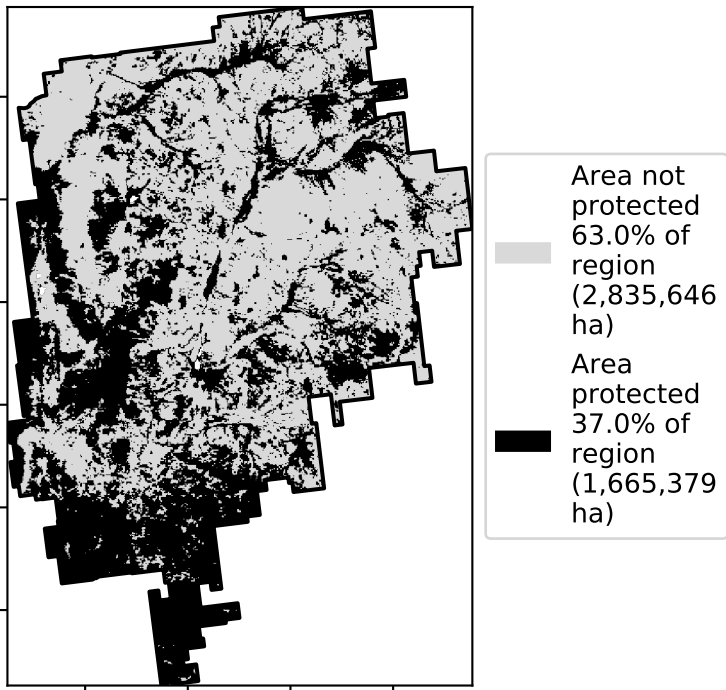 Area not
protected
63.0% of
region
(2,835,646
ha)
Area
protected
37.0% of
region
(1,665,379
ha)